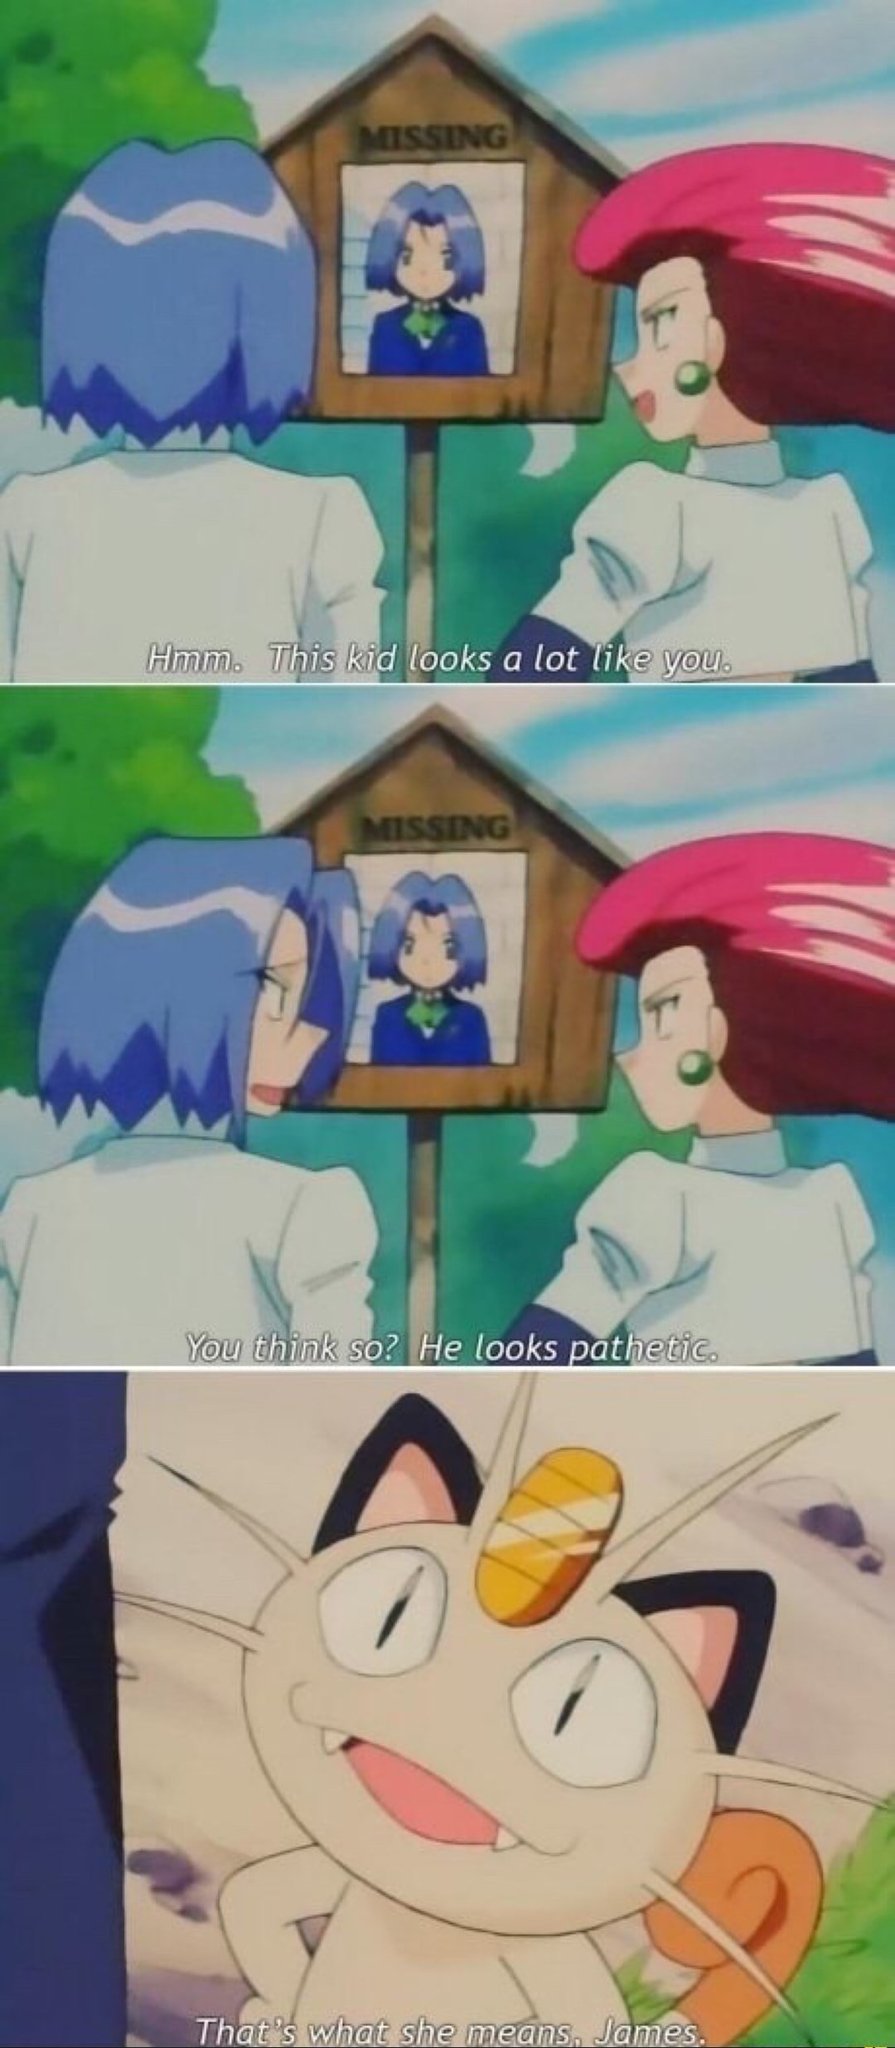 MISSING
Hmm. This kid looks a lot like you.
MISSING
You think so? He looks pathetic.
That's what she means, James.